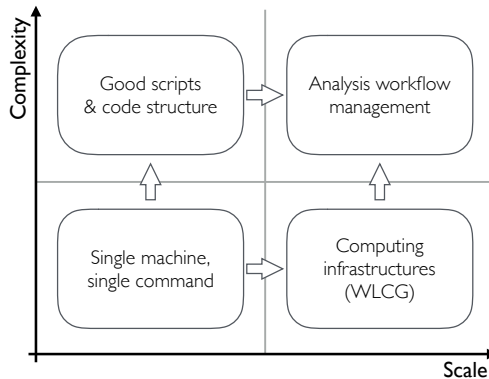 Complexity
Good scripts
& code structure
Analysis workflow
management
Single machine,
single command
Computing
infrastructures
(WLCG)
Scale